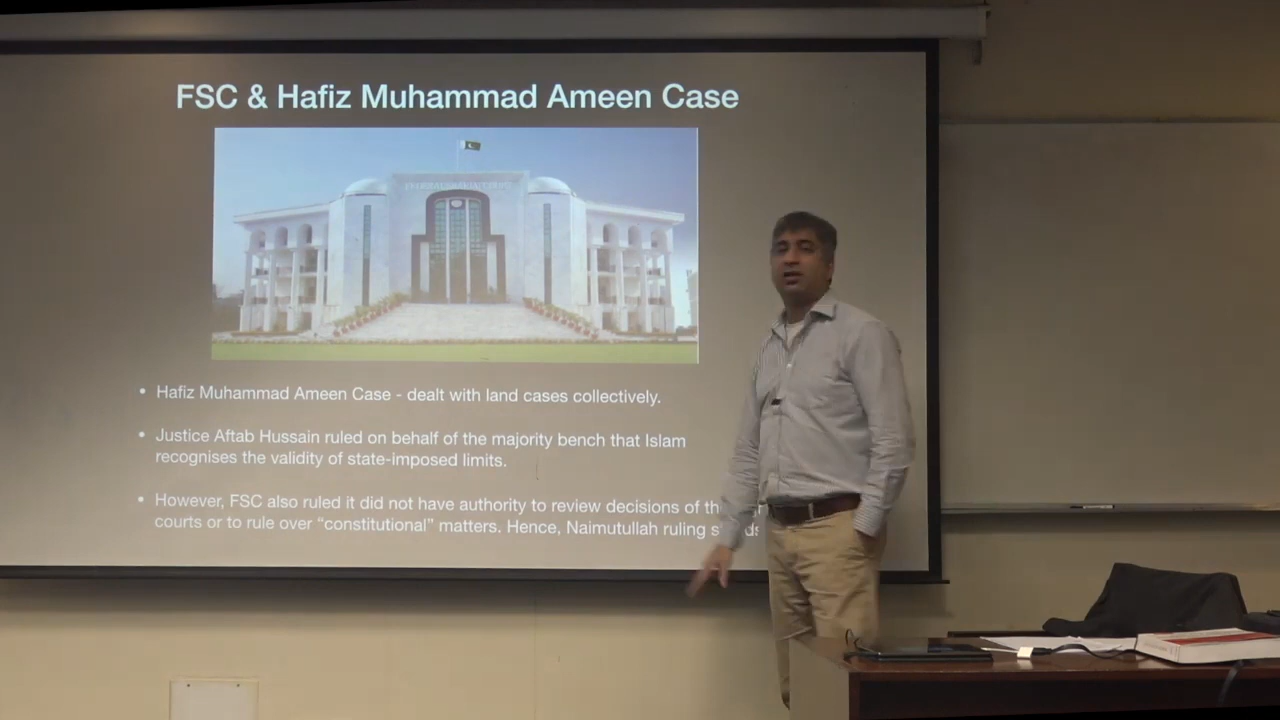 FSC & Hafiz Muhammad Ameen Case
• Hafiz Muhammad Ameen Case - dealt with land cases collectively.
• Justice Aftab Hussain ruled on behalf of the majority bench that Islam
recognises the validity of state-imposed limits.
• However, FSC also ruled it did not have authority to review decisions of
courts or to rule over “constitutional” matters. Hence, Naimutullah ruling